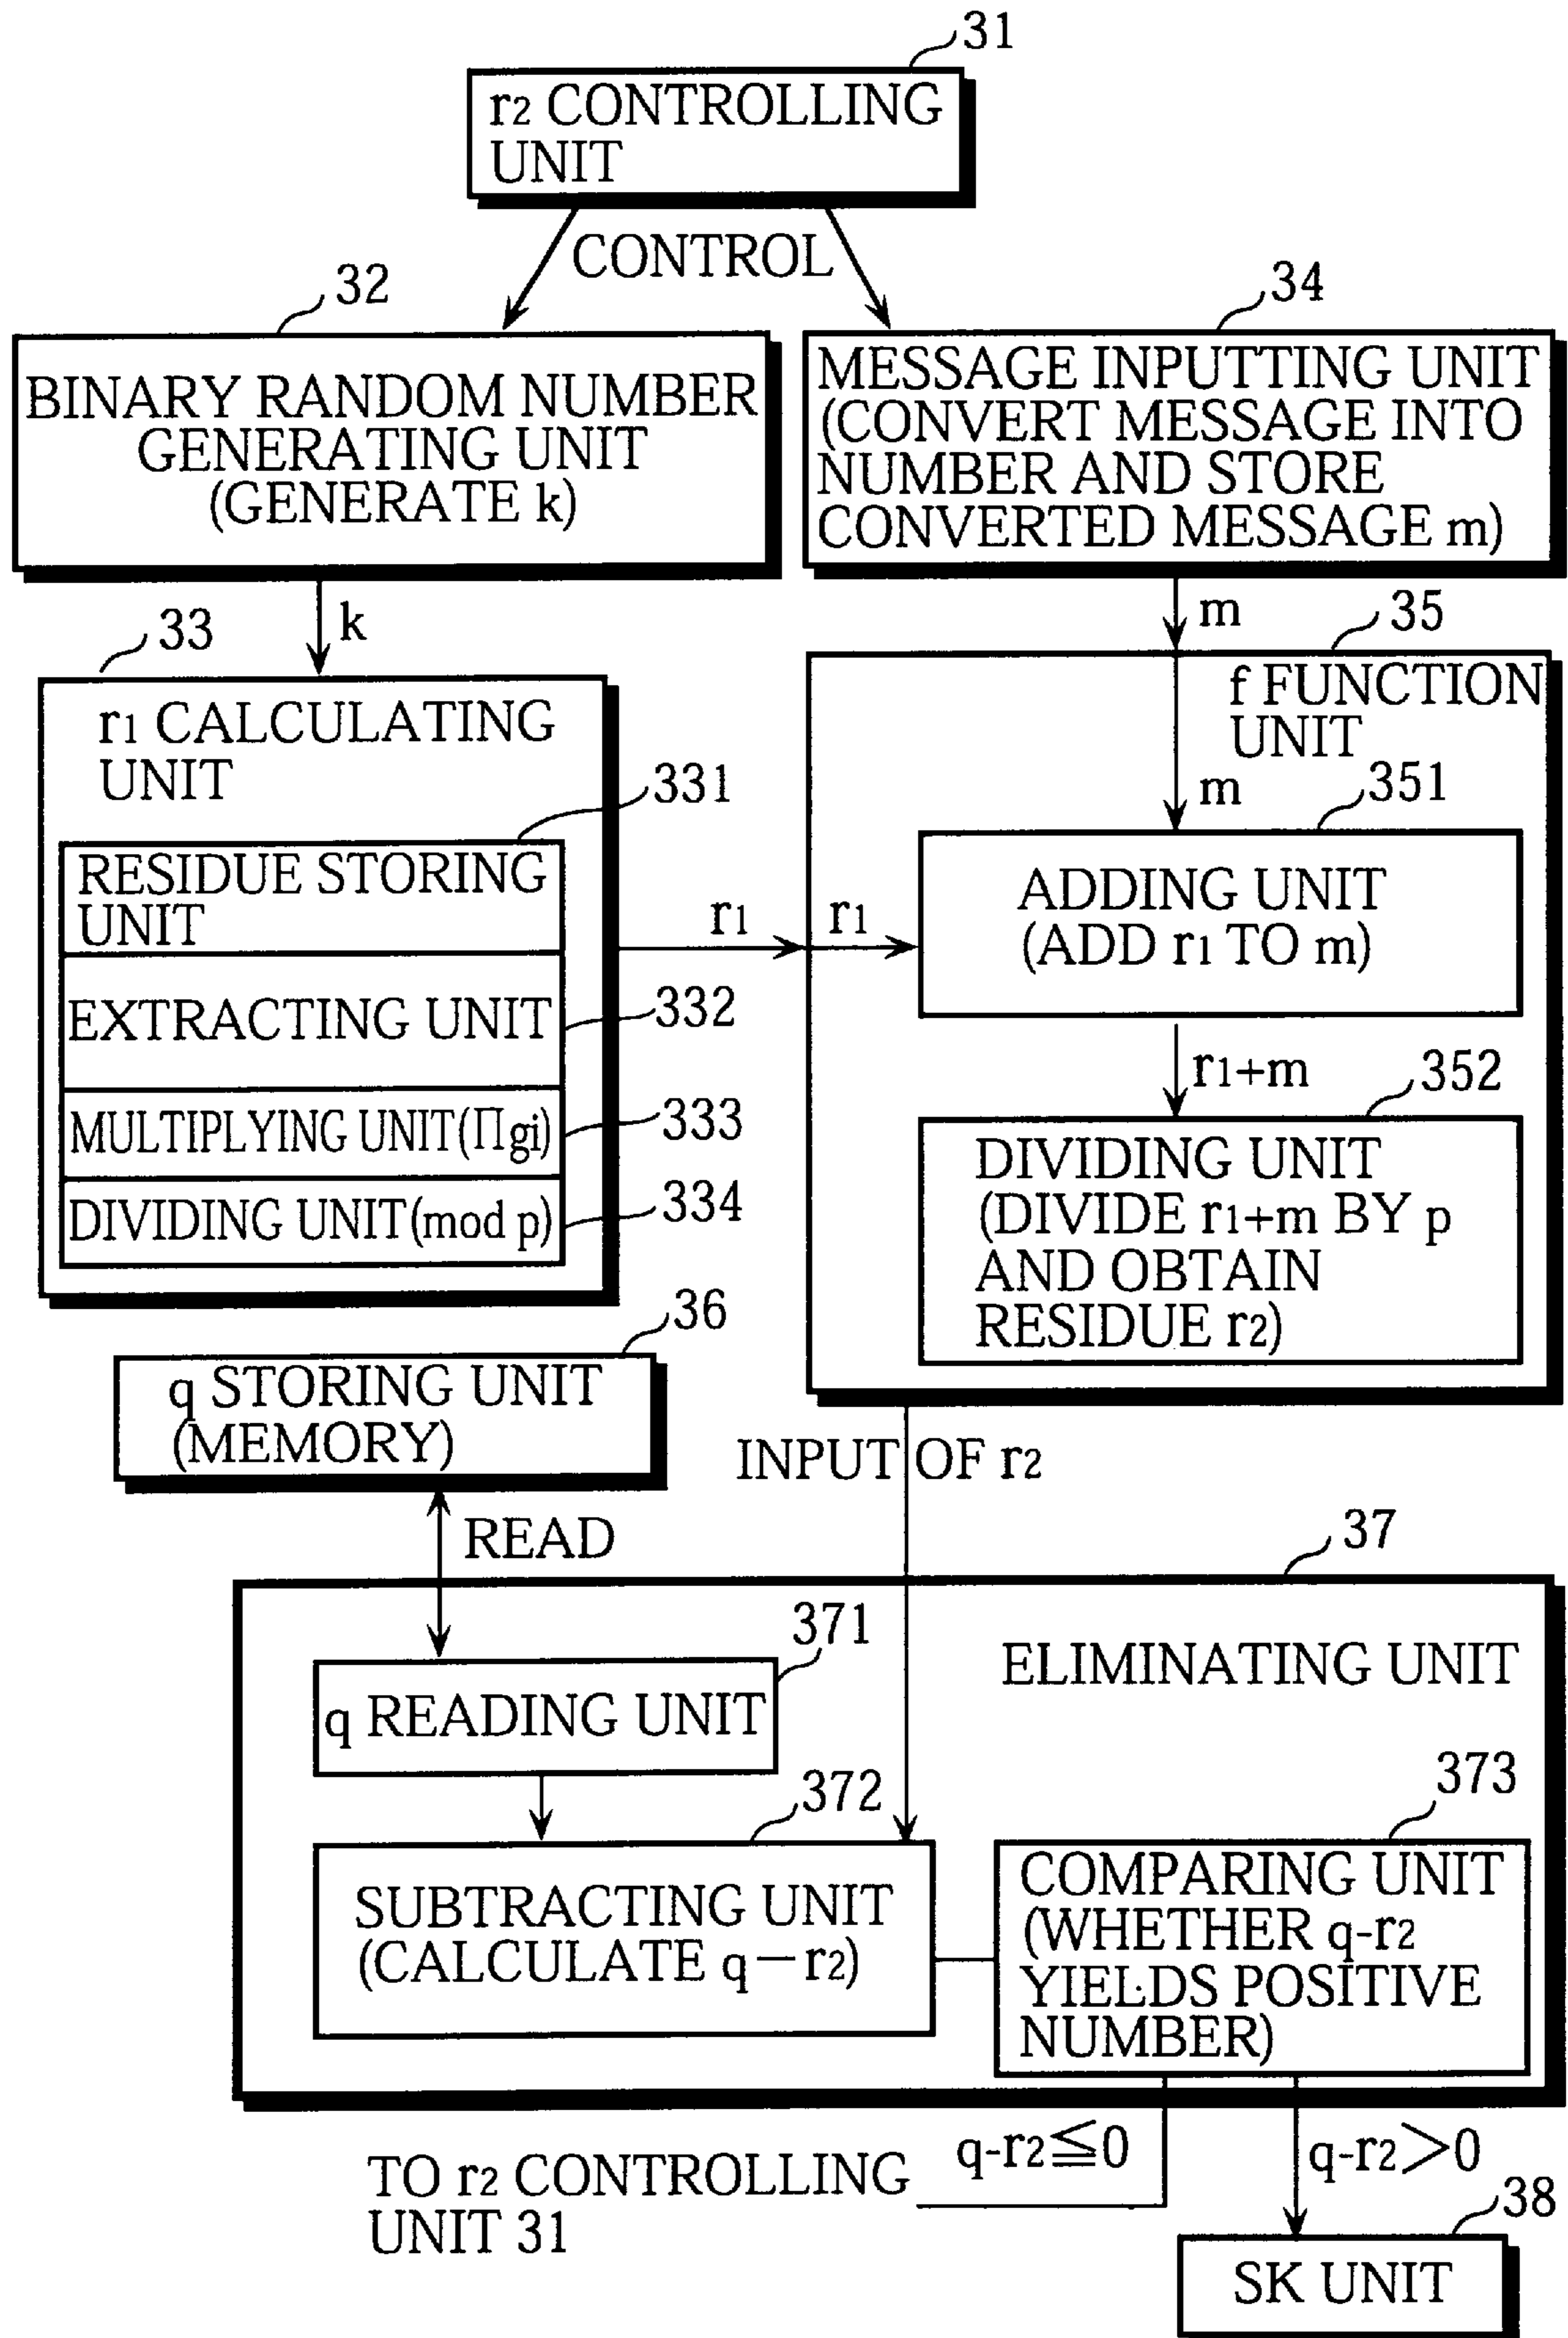 31
r2 CONTROLLING
UNIT
CONTROL
32
34
BINARY RANDOM NUMBER
GENERATING UNIT
(GENERATE k)
MESSAGE INPUTTING UNIT
(CONVERT MESSAGE INTO
NUMBER AND STORE
CONVERTED MESSAGE m)
k
m
33
35
r1 CALCULATING
UNIT
f FUNCTION
UNIT
331
m
351
RESIDUE STORING
UNIT
EXTRACTING UNIT
332
MULTIPLYING UNIT(Πgi)
333
DIVIDING UNIT(mod p)
334
r1
r1
ADDING UNIT
(ADD r1 TO m)
r1+m
352
DIVIDING UNIT
(DIVIDE r1+m BY p
AND OBTAIN
RESIDUE r2)
36
q STORING UNIT
(MEMORY)
INPUT OF r2
READ
37
371
ELIMINATING UNIT
q READING UNIT
372
373
SUBTRACTING UNIT
(CALCULATE q－r2)
COMPARING UNIT
(WHETHER q-r2
YIELDS POSITIVE
NUMBER)
q-r2≦0
q-r2>0
TO r2 CONTROLLING
UNIT 31
38
SK UNIT